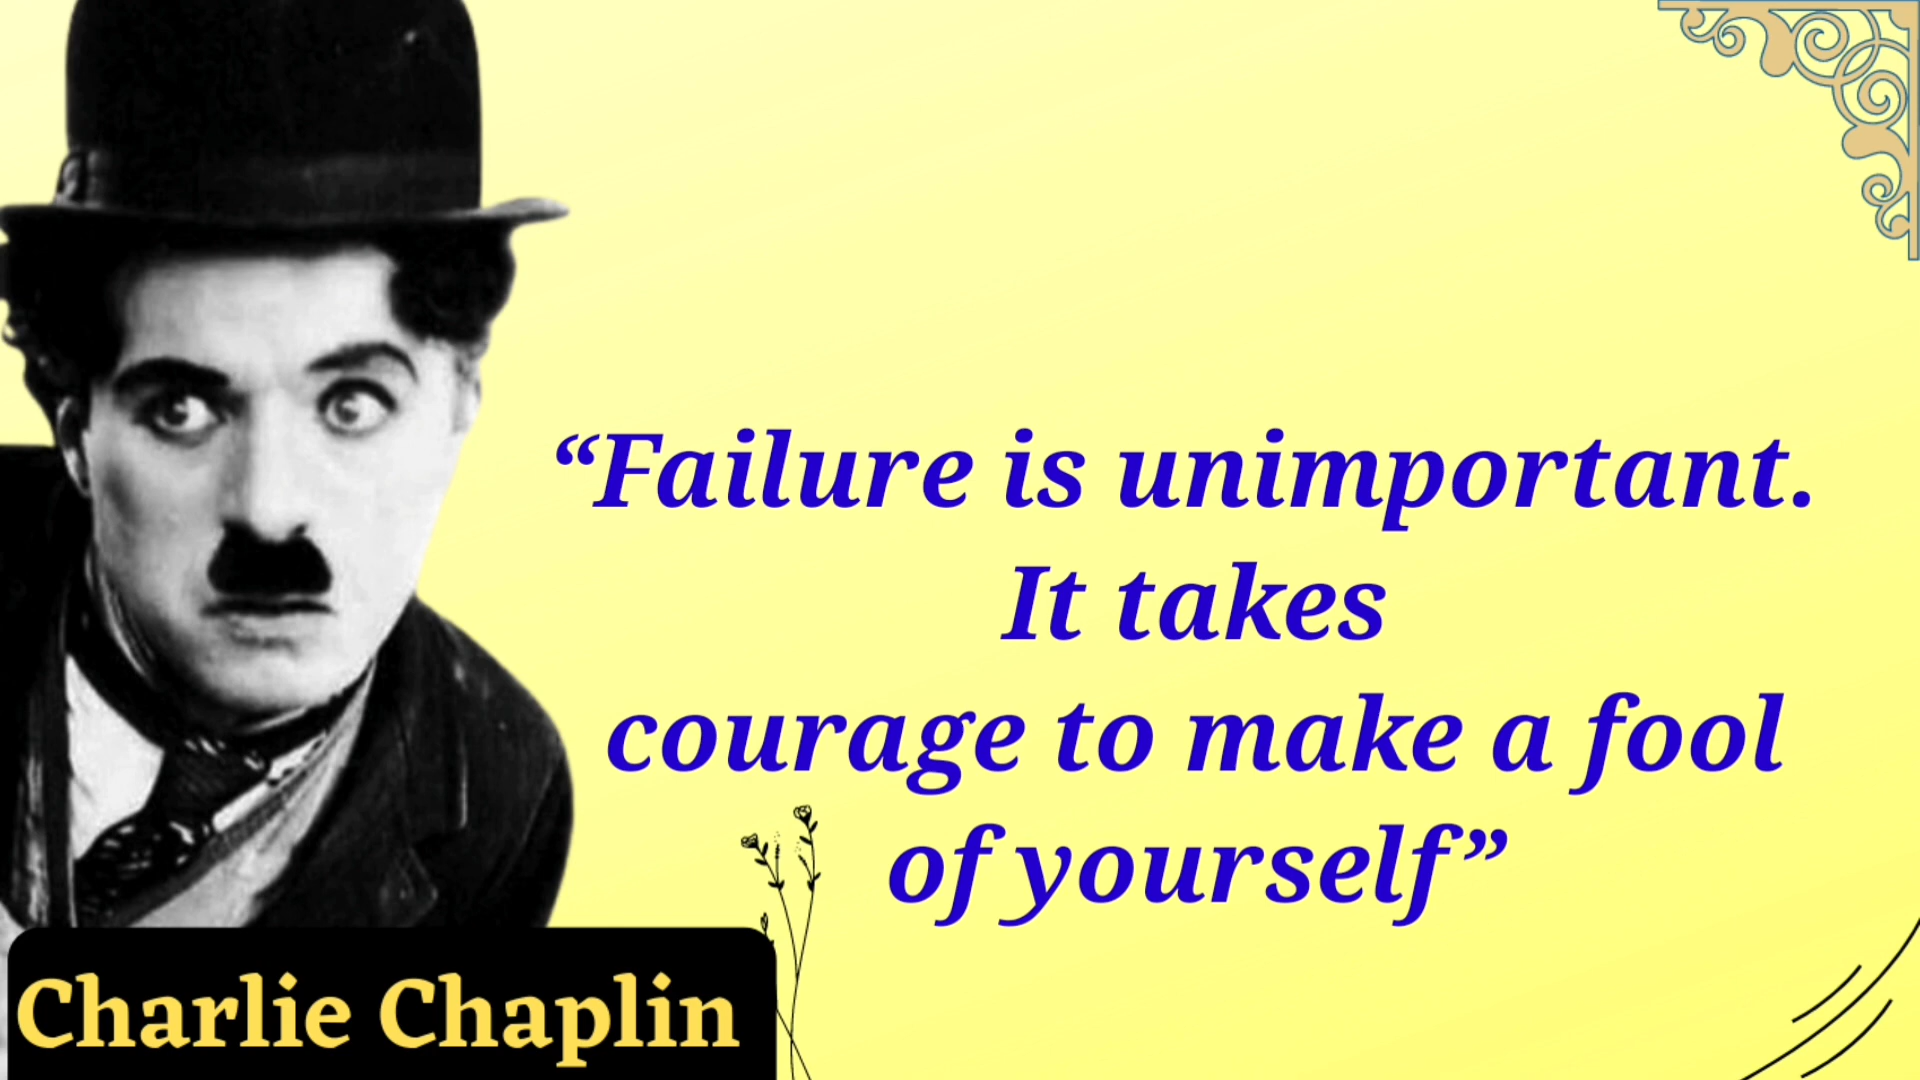 “Failure is unimportant.
It takes
courage to make a fool
of yourself”
Charlie Chaplin